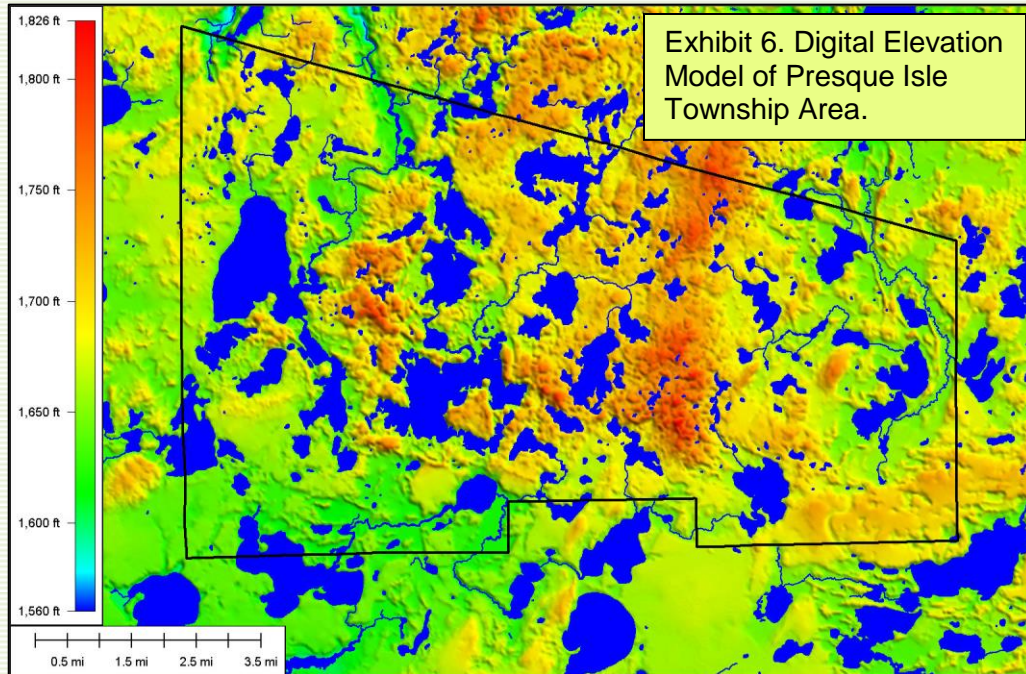 Exhibit 6. Digital Elevation
Model of Presque Isle
Township Area.
1,826 ft
1,800 ft
1,750 ft
1,700 ft
1,650 ft
1,600 ft
1,560 ft
0.5 mi 1.5 mi 2.5 mi 3.5 mi